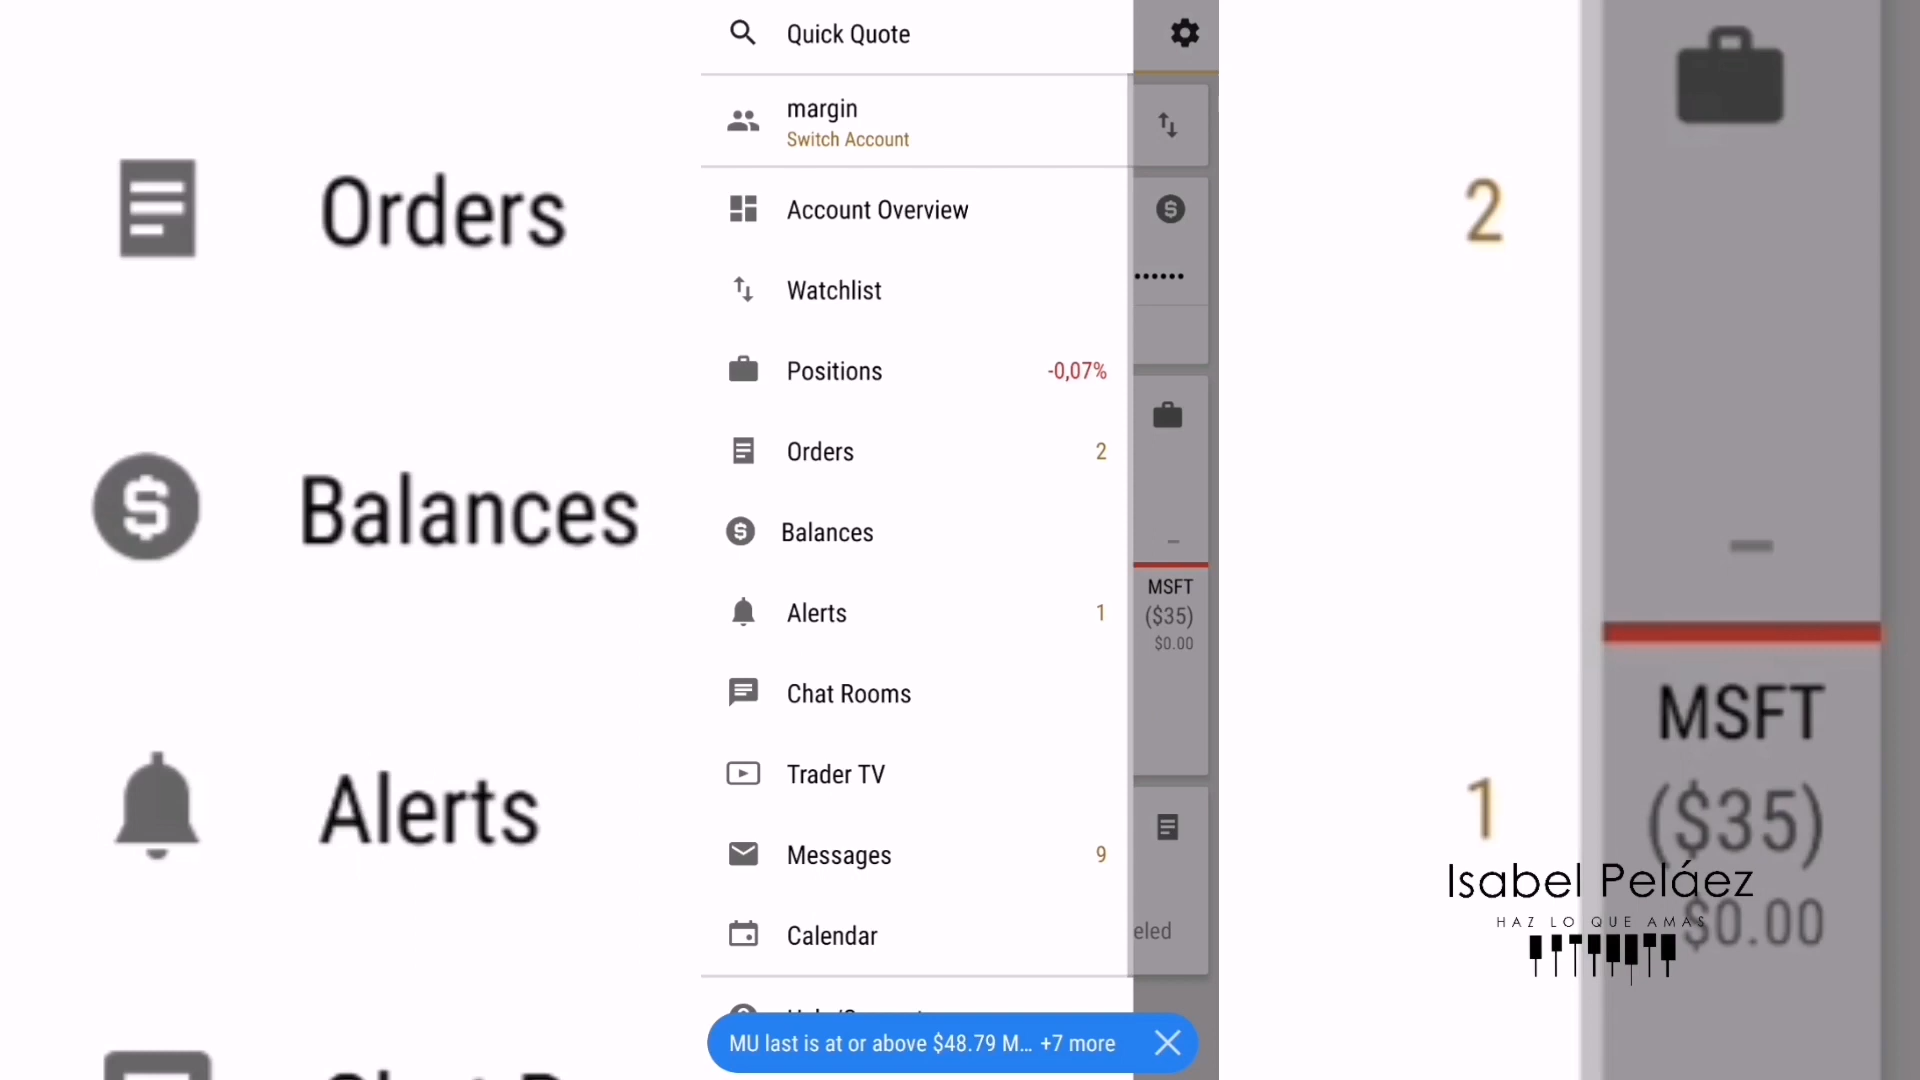 Quick Quote
margin
Switch Account
Account Overview
Watchlist
Positions -0,07%
Orders 2
Balances
Alerts 1
Chat Rooms
Trader TV
Messages 9
Calendar
MU last is at or above $48.79 M... +7 more
MSFT
($35)
$0.00
eled
Orders 2
Balances
Alerts 1
MSFT
($35)
$0.00
Isabel Peláez
HAZ LO QUE AMAS